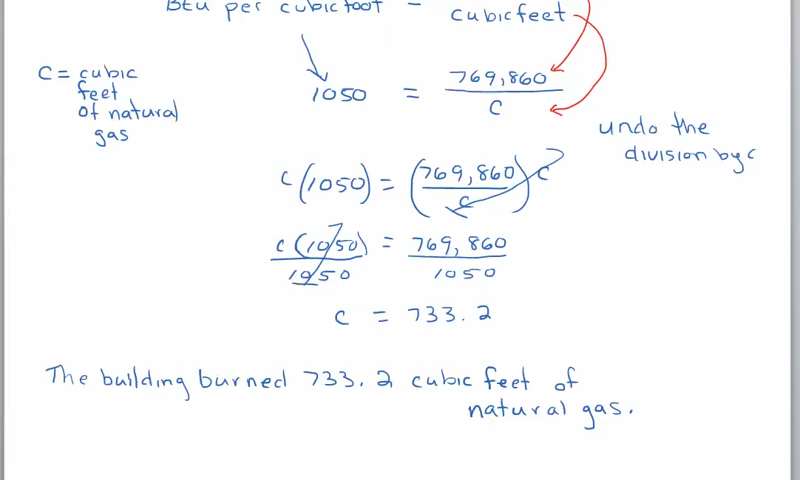 Btu per cubic foot =
cubic feet
C = cubic
feet
of natural
gas
1050 = 769,860 / C
undo the
division by c
c(1050) = (769,860 / c) c
c(1050) / 1050 = 769,860 / 1050
c = 733.2
The building burned 733.2 cubic feet of
natural gas.